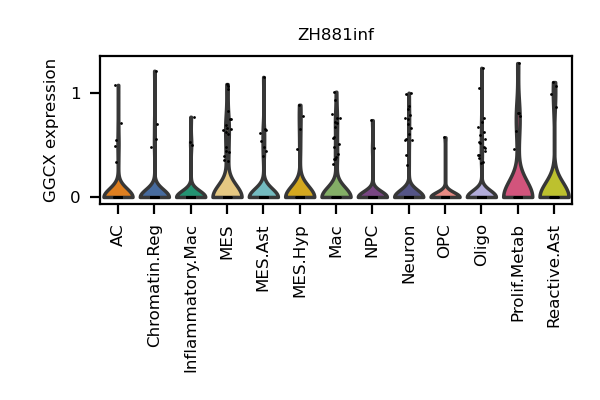 ZH881inf
GGCX expression
1
0
AC
Chromatin.Reg
Inflammatory.Mac
MES
MES.Ast
MES.Hyp
Mac
NPC
Neuron
OPC
Oligo
Prolif.Metab
Reactive.Ast